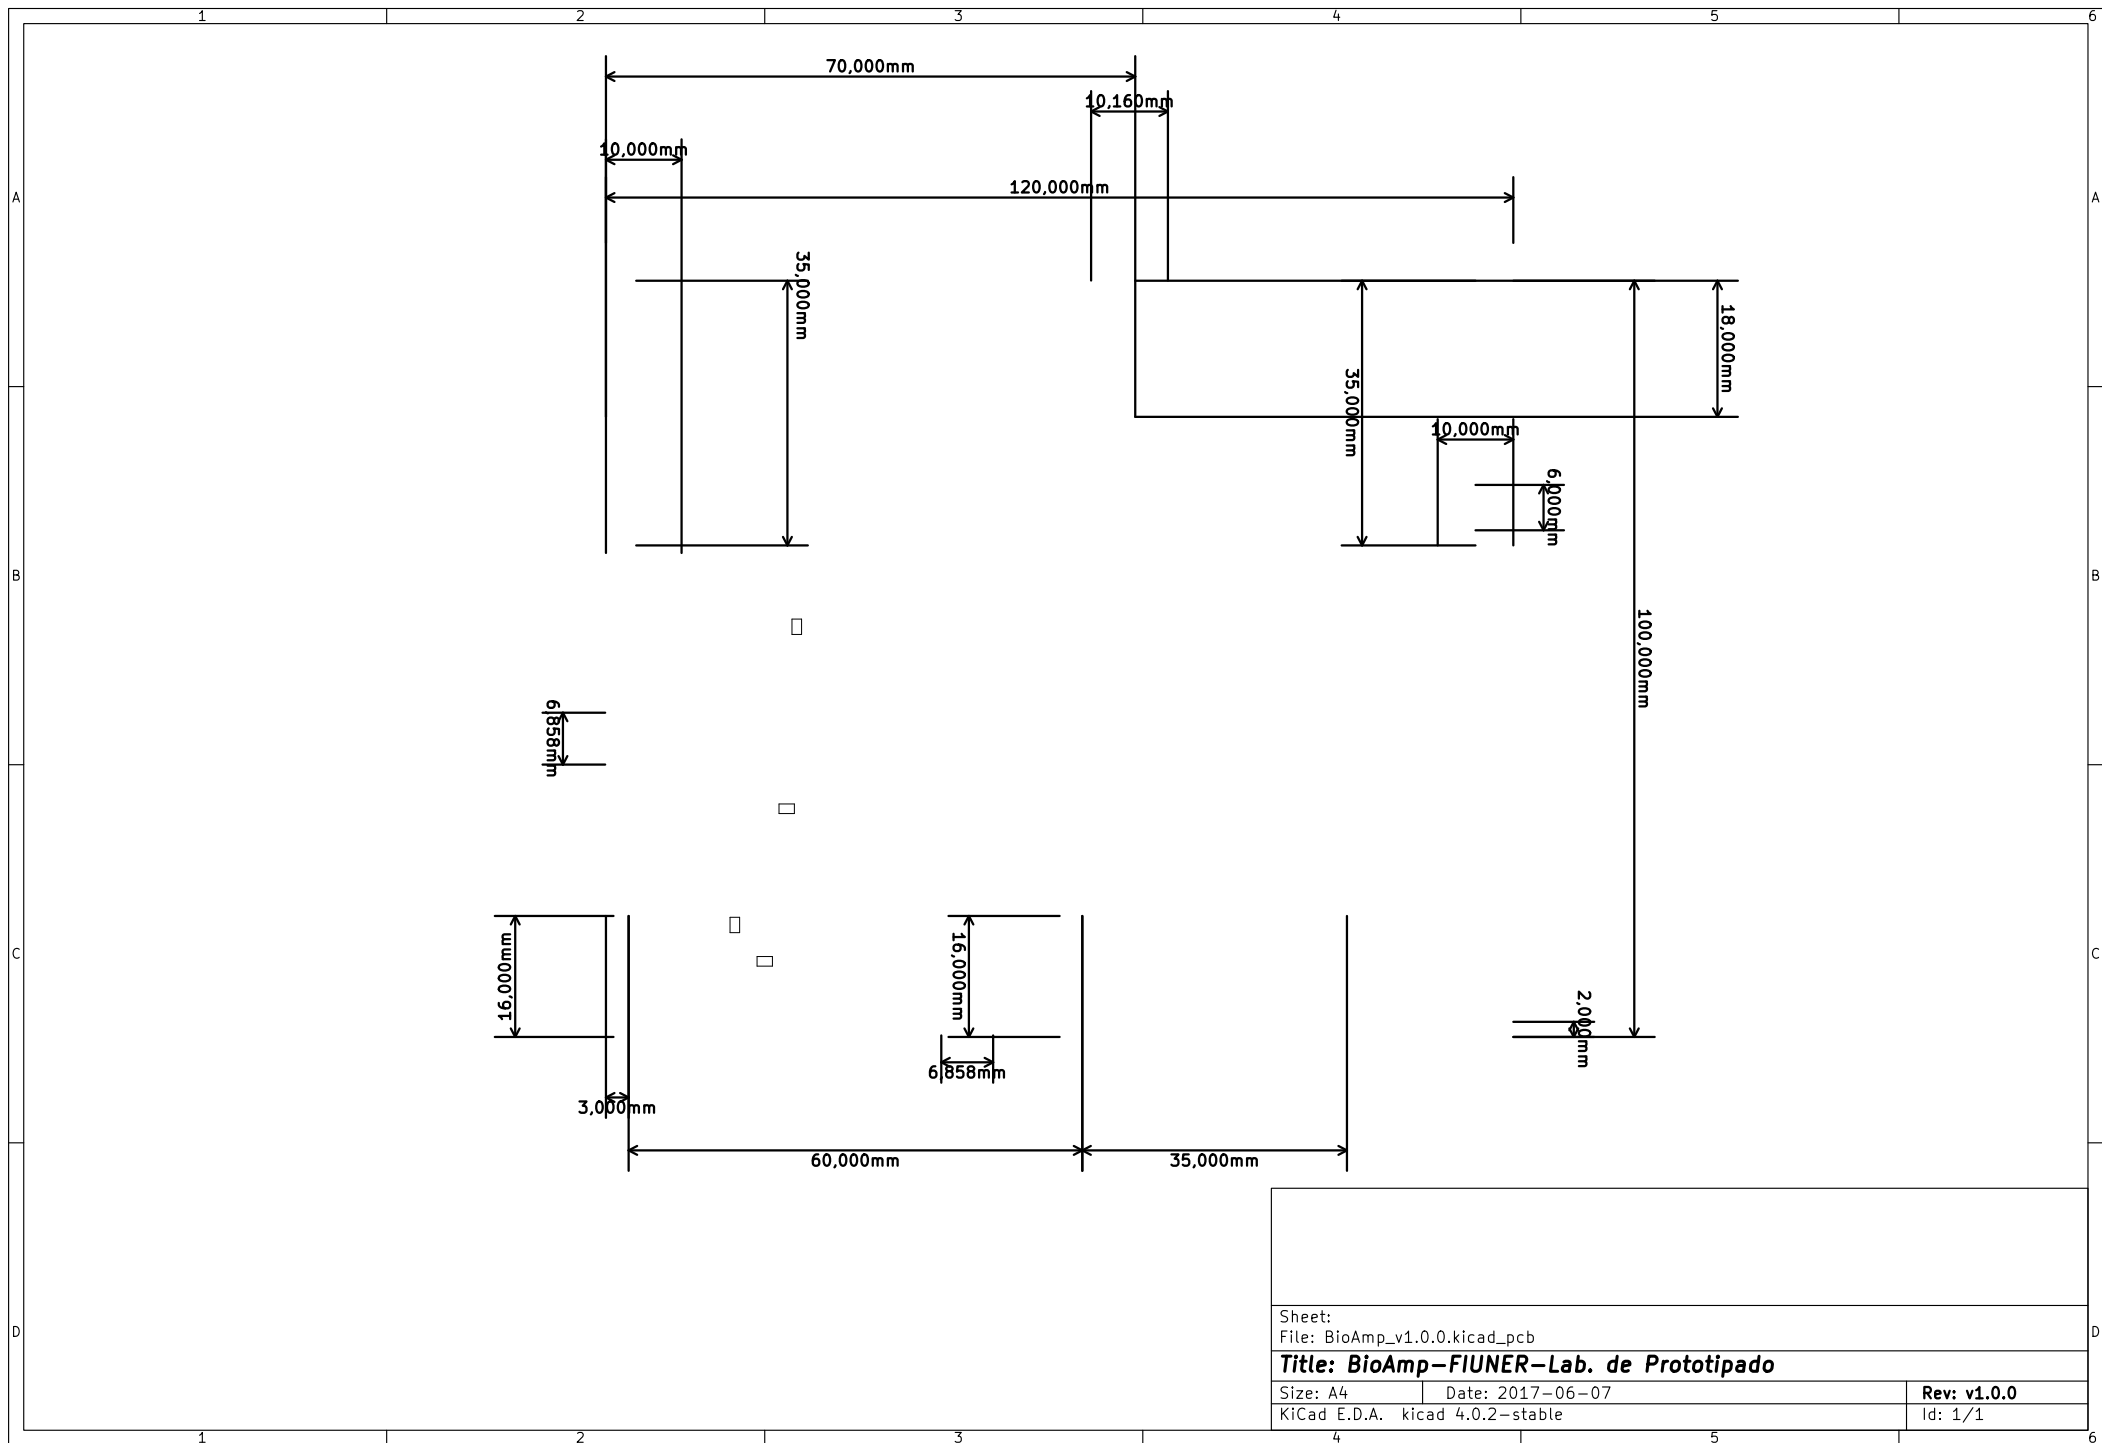 1 2 3 4 5 6
70,000mm
10,160mm
10,000mm
120,000mm
A A
35,000mm
18,000mm
35,000mm
10,000mm
6,000mm
B B
100,000mm
6,858mm
16,000mm
16,000mm
C C
2,000mm
6,858mm
3,000mm
60,000mm
35,000mm
Sheet:
File: BioAmp_v1.0.0.kicad_pcb
D D
Title: BioAmp-FIUNER-Lab. de Prototipado
Size: A4 Date: 2017-06-07 Rev: v1.0.0
KiCad E.D.A. kicad 4.0.2-stable Id: 1/1
1 2 3 4 5 6